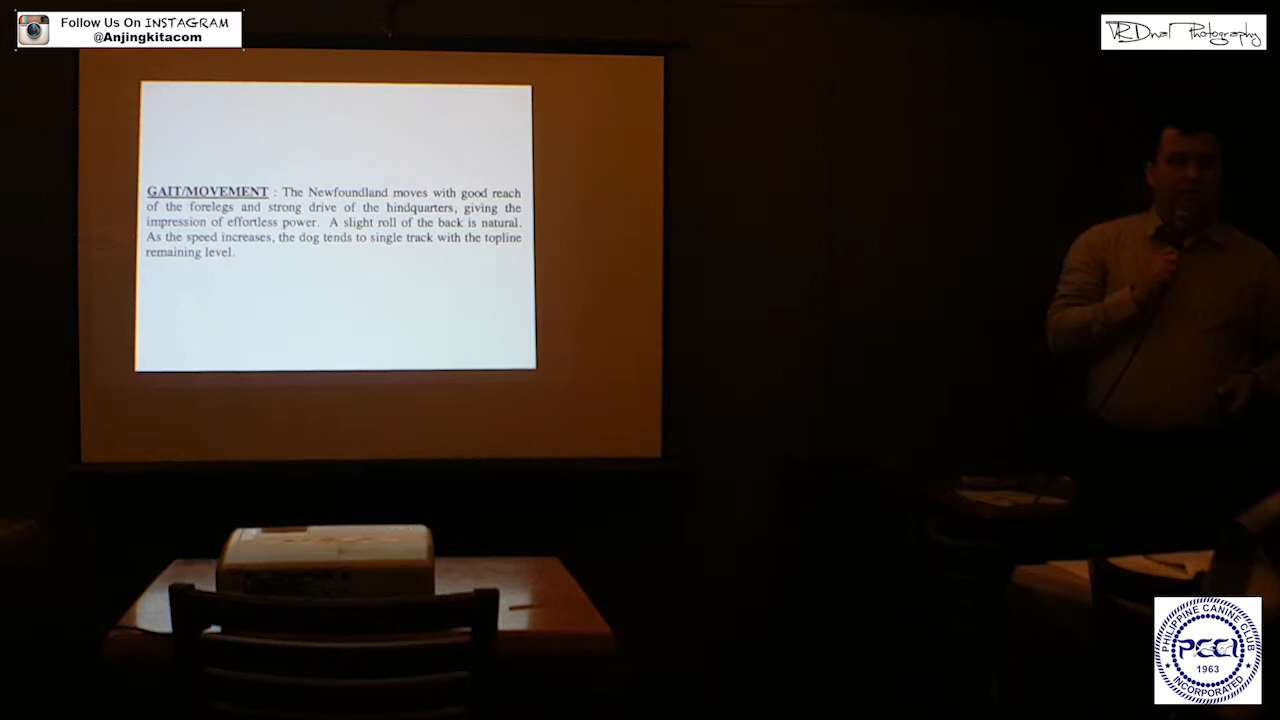 Follow Us On INSTAGRAM
@Anjingkitacom
VRDnal Photography
GAIT/MOVEMENT : The Newfoundland moves with good reach
of the forelegs and strong drive of the hindquarters, giving the
impression of effortless power. A slight roll of the back is natural.
As the speed increases, the dog tends to single track with the topline
remaining level.
PHILIPPINE CANINE CLUB
PCCI
1963
INCORPORATED